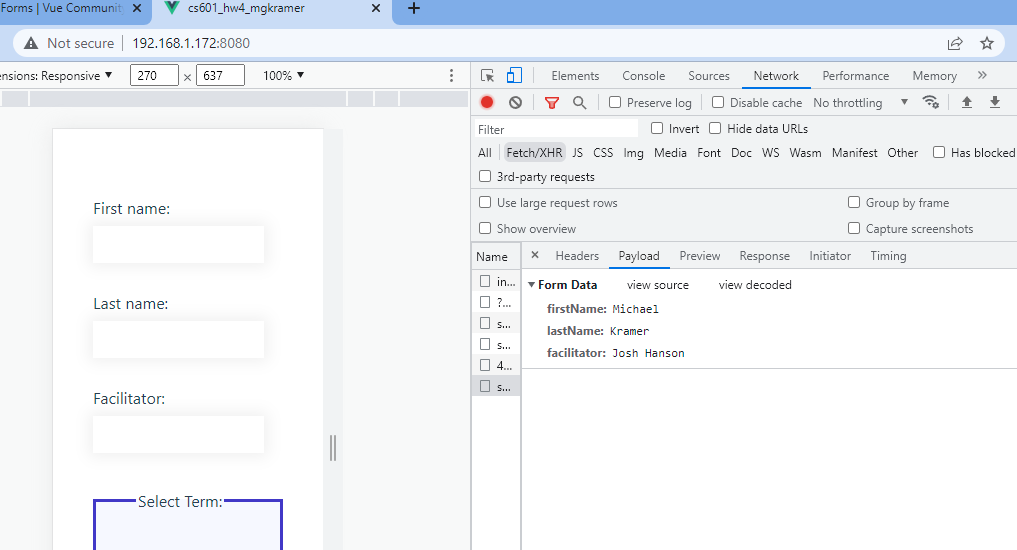 Forms | Vue Communit
cs601_hw4_mgkramer
Not secure 192.168.1.172:8080
ensions: Responsive ▼ 270 × 637 100% ▼
Elements Console Sources Network Performance Memory »
Preserve log Disable cache No throttling ▼
Filter Invert Hide data URLs
All Fetch/XHR JS CSS Img Media Font Doc WS Wasm Manifest Other Has blocked
3rd-party requests
Use large request rows Group by frame
Show overview Capture screenshots
Name × Headers Payload Preview Response Initiator Timing
in...
?...
s...
s...
4...
s...
▼ Form Data view source view decoded
firstName: Michael
lastName: Kramer
facilitator: Josh Hanson
First name:
Last name:
Facilitator:
Select Term: